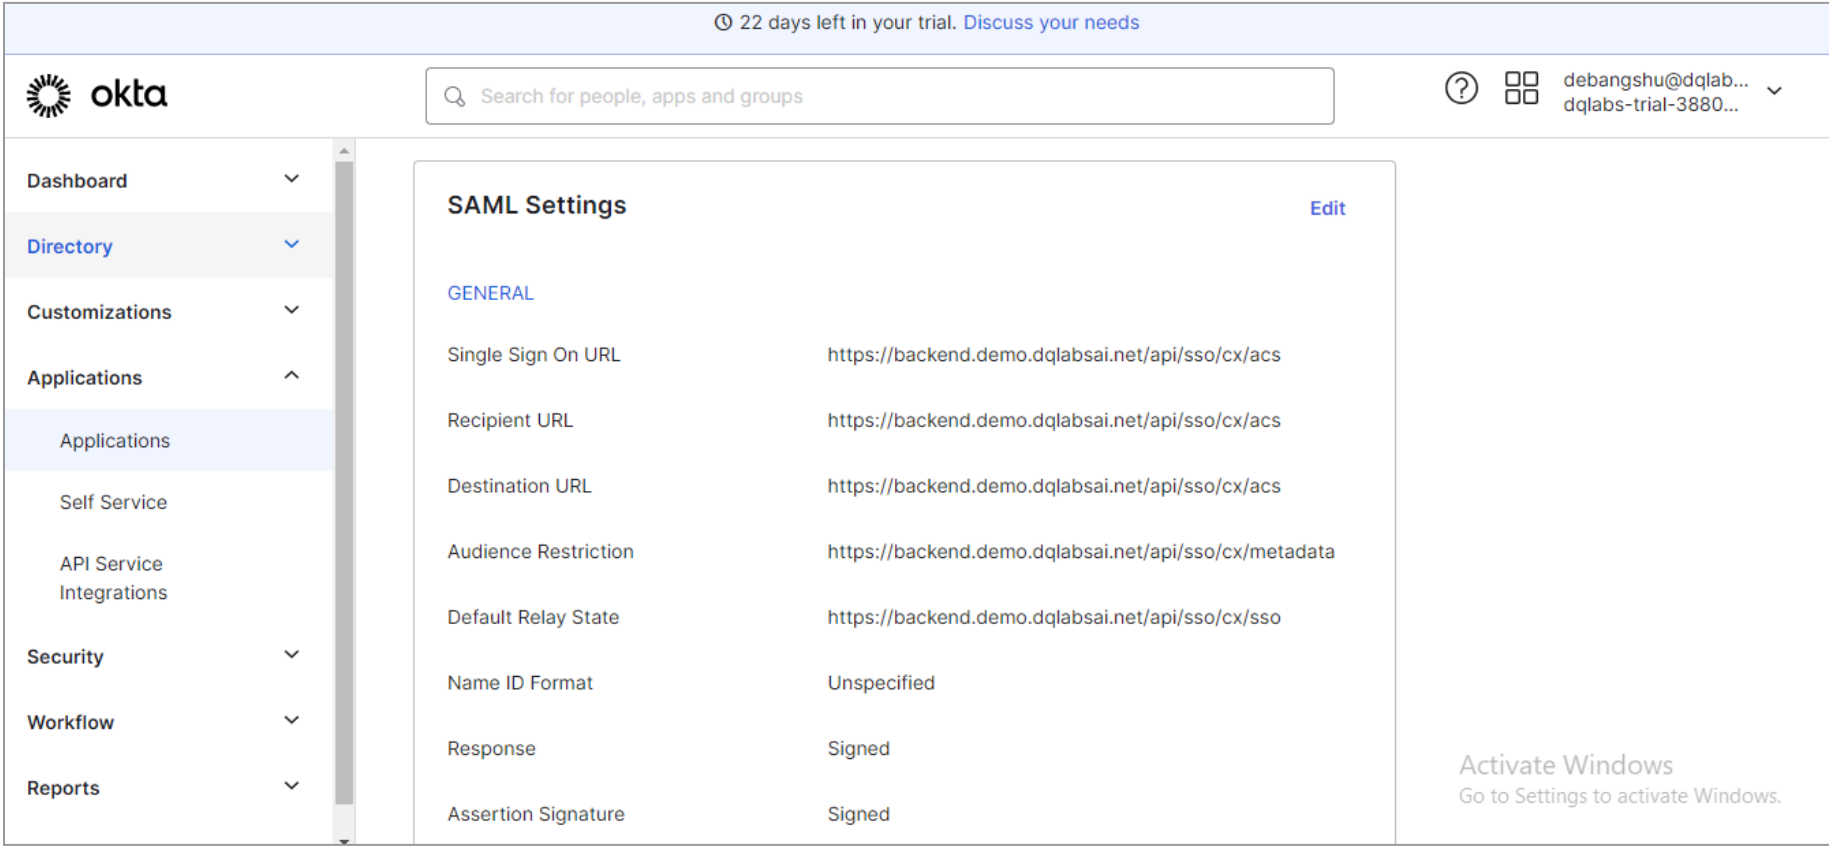 22 days left in your trial. Discuss your needs
okta
Search for people, apps and groups
debangshu@dqlab...
dqlabs-trial-3880...
Dashboard
Directory
Customizations
Applications
Applications
Self Service
API Service
Integrations
Security
Workflow
Reports
SAML Settings
Edit
GENERAL
Single Sign On URL https://backend.demo.dqlabsai.net/api/sso/cx/acs
Recipient URL https://backend.demo.dqlabsai.net/api/sso/cx/acs
Destination URL https://backend.demo.dqlabsai.net/api/sso/cx/acs
Audience Restriction https://backend.demo.dqlabsai.net/api/sso/cx/metadata
Default Relay State https://backend.demo.dqlabsai.net/api/sso/cx/sso
Name ID Format Unspecified
Response Signed
Assertion Signature Signed
Activate Windows
Go to Settings to activate Windows.